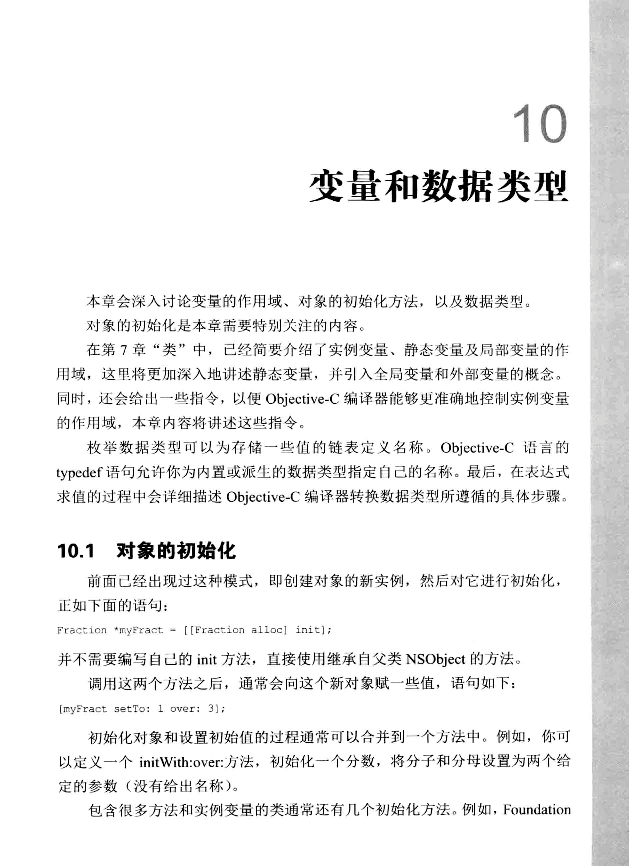 10
变量和数据类型
本章会深入讨论变量的作用域、对象的初始化方法，以及数据类型。
对象的初始化是本章需要特别关注的内容。
在第 7 章“类”中，已经简要介绍了实例变量、静态变量及局部变量的作
用域，这里将更加深入地讲述静态变量，并引入全局变量和外部变量的概念。
同时，还会给出一些指令，以便 Objective-C 编译器能够更准确地控制实例变量
的作用域，本章内容将讲述这些指令。
枚举数据类型可以为存储一些值的链表定义名称。Objective-C 语言的
typedef 语句允许你为内置或派生的数据类型指定自己的名称。最后，在表达式
求值的过程中会详细描述 Objective-C 编译器转换数据类型所遵循的具体步骤。
10.1 对象的初始化
前面已经出现过这种模式，即创建对象的新实例，然后对它进行初始化，
正如下面的语句：
Fraction *myFract = [[Fraction alloc] init];
并不需要编写自己的 init 方法，直接使用继承自父类 NSObject 的方法。
调用这两个方法之后，通常会向这个新对象赋一些值，语句如下：
[myFract setTo: 1 over: 3];
初始化对象和设置初始值的过程通常可以合并到一个方法中。例如，你可
以定义一个 initWith:over:方法，初始化一个分数，将分子和分母设置为两个给
定的参数（没有给出名称）。
包含很多方法和实例变量的类通常还有几个初始化方法。例如，Foundation